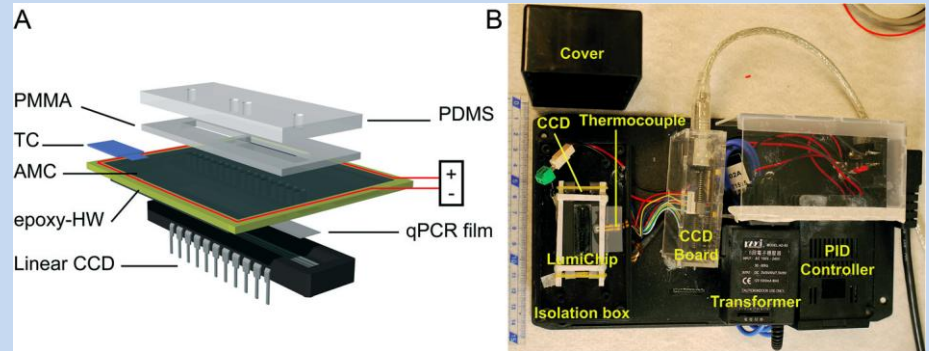 A
PMMA
PDMS
TC
AMC
+
-
epoxy-HW
qPCR film
Linear CCD
B
Cover
CCD
Thermocouple
CCD
Board
LumiChip
PID
Controller
Transformer
Isolation box